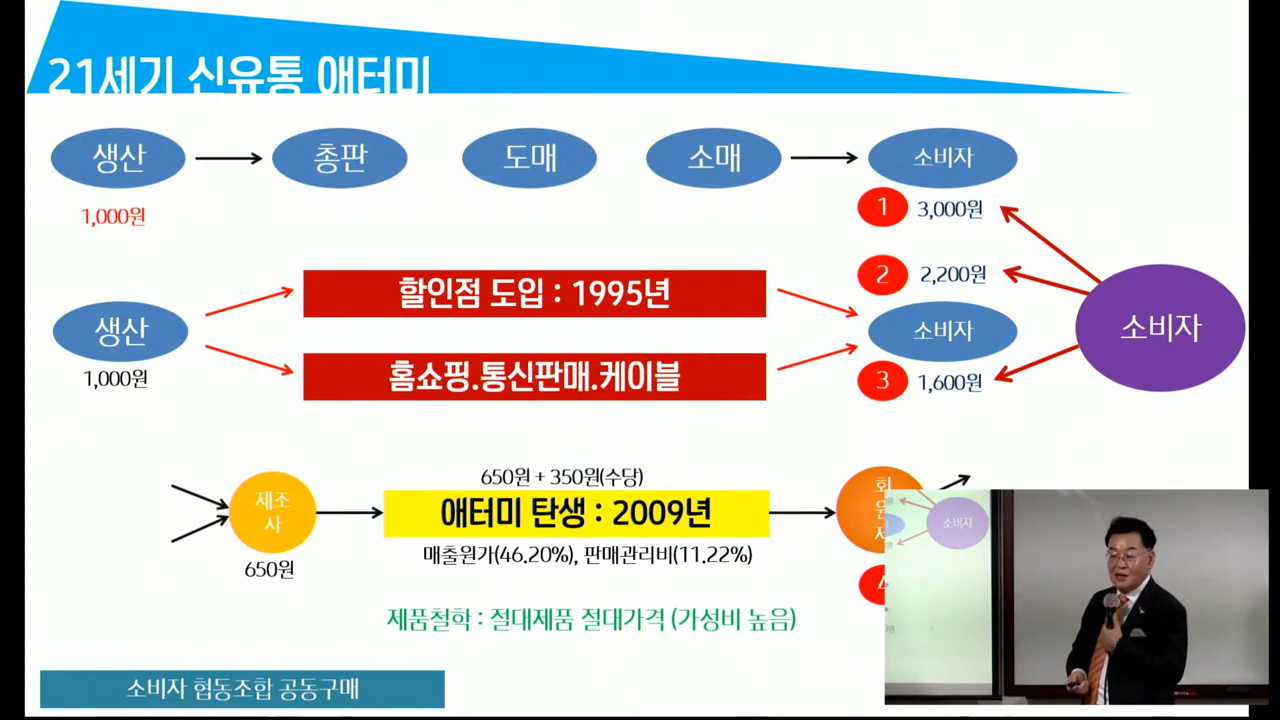 21세기 신유통 애터미
생산
총판
도매
소매
소비자
1,000원
1
3,000원
2
2,200원
할인점 도입 : 1995년
생산
소비자
소비자
1,000원
홈쇼핑.통신판매.케이블
3
1,600원
650원 + 350원(수당)
제조
사
애터미 탄생 : 2009년
회
원
650원
매출원가(46.20%), 판매관리비(11.22%)
4
소비자
제품철학 : 절대제품 절대가격 (가성비 높음)
소비자 협동조합 공동구매